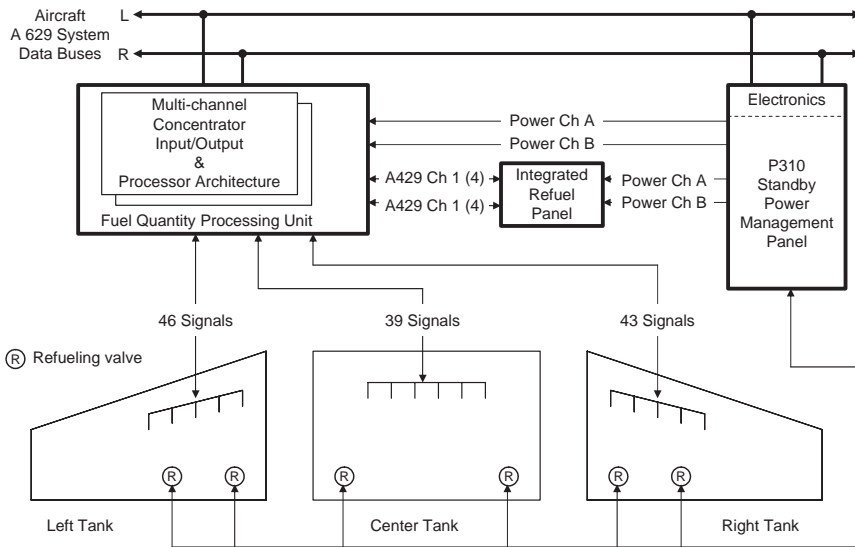 Aircraft L
A 629 System
Data Buses R
Multi-channel
Concentrator
Input/Output
&
Processor Architecture
Fuel Quantity Processing Unit
Power Ch A
Power Ch B
A429 Ch 1 (4)
A429 Ch 1 (4)
Integrated
Refuel
Panel
Power Ch A
Power Ch B
Electronics
P310
Standby
Power
Management
Panel
46 Signals
39 Signals
43 Signals
R Refueling valve
R
R
R
R
R
R
Left Tank
Center Tank
Right Tank